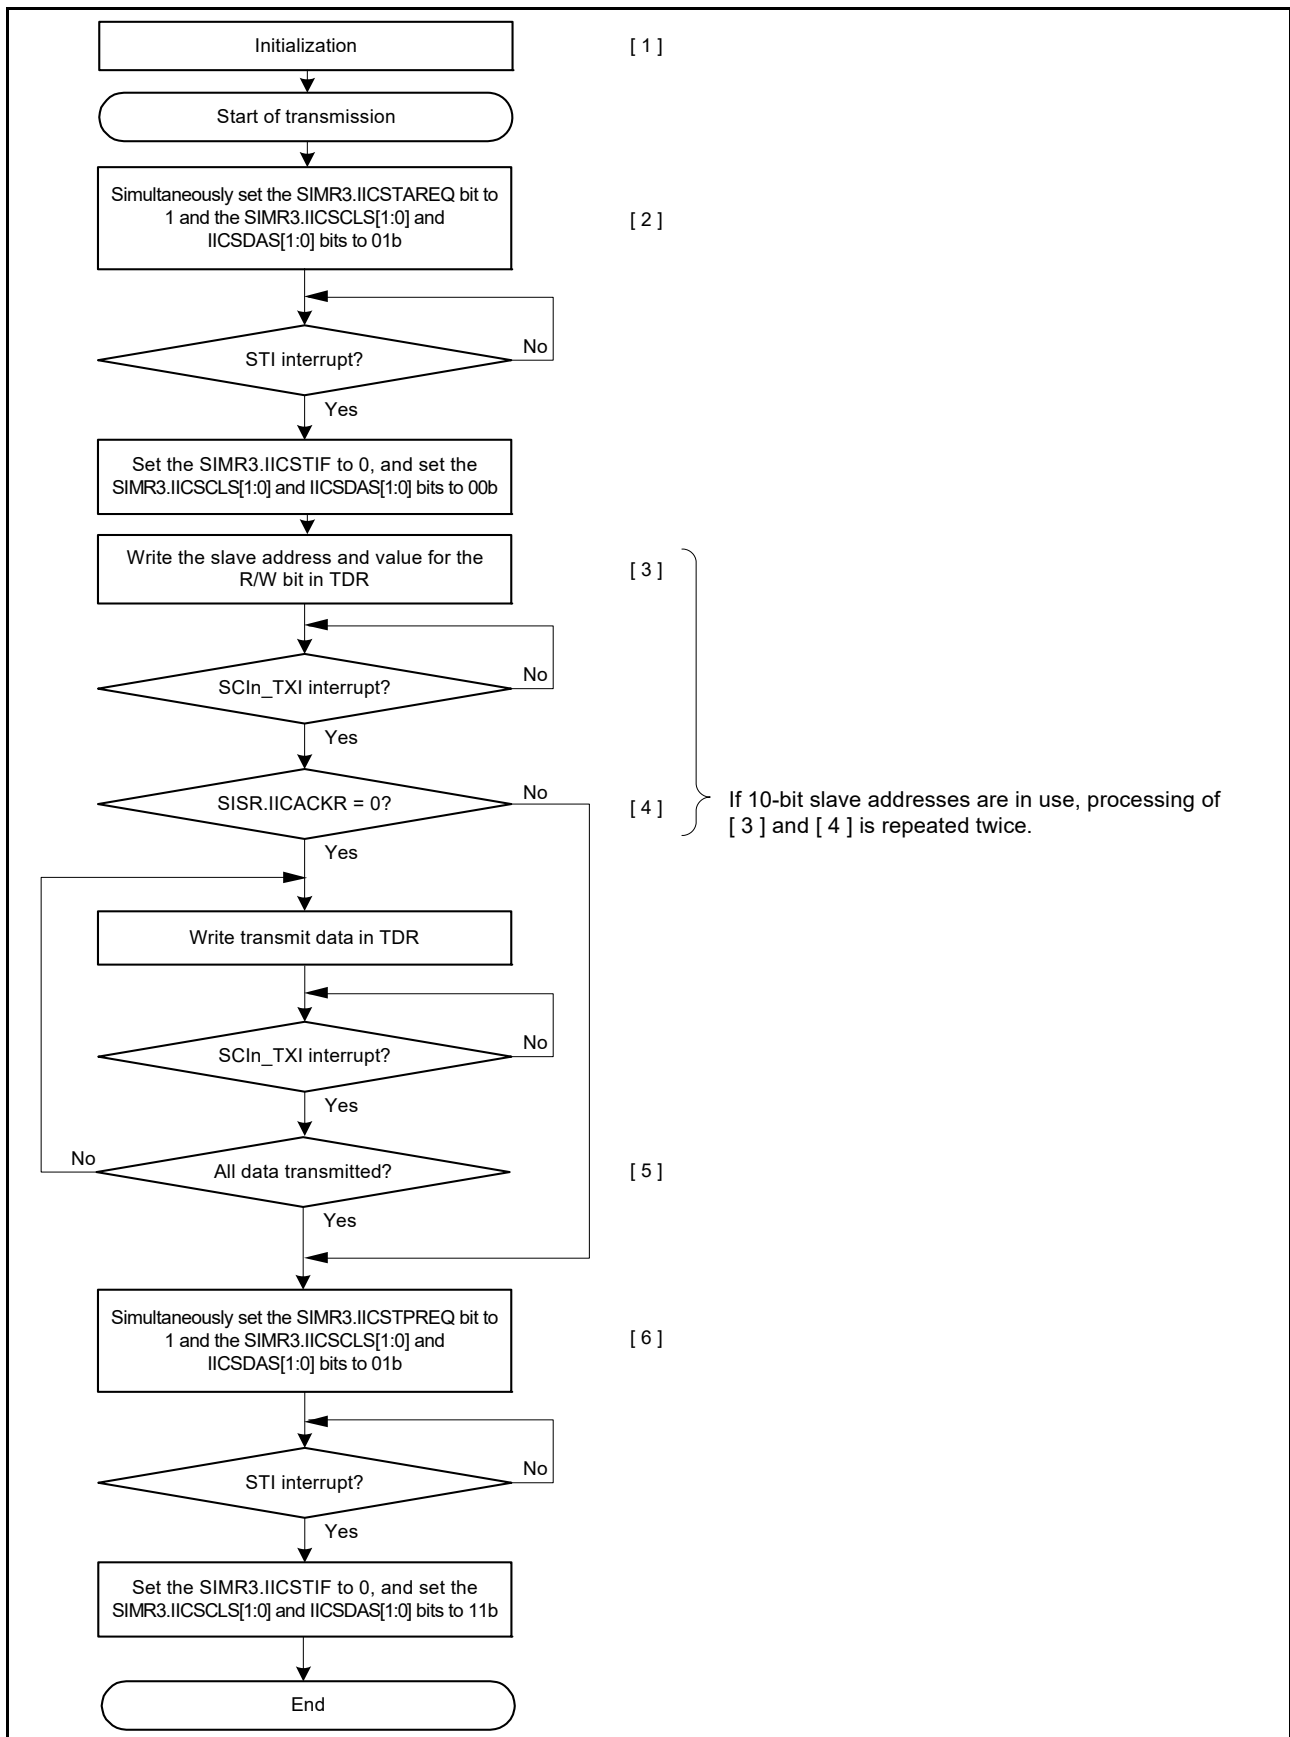 Initialization
[ 1 ]
Start of transmission
Simultaneously set the SIMR3.IICSTAREQ bit to
1 and the SIMR3.IICSCLS[1:0] and
IICSDAS[1:0] bits to 01b
[ 2 ]
STI interrupt?
No
Yes
Set the SIMR3.IICSTIF to 0, and set the
SIMR3.IICSCLS[1:0] and IICSDAS[1:0] bits to 00b
Write the slave address and value for the
R/W bit in TDR
[ 3 ]
SCIn_TXI interrupt?
No
Yes
SISR.IICACKR = 0?
No
[ 4 ]
If 10-bit slave addresses are in use, processing of
[ 3 ] and [ 4 ] is repeated twice.
Yes
Write transmit data in TDR
SCIn_TXI interrupt?
No
Yes
No
All data transmitted?
[ 5 ]
Yes
Simultaneously set the SIMR3.IICSTPREQ bit to
1 and the SIMR3.IICSCLS[1:0] and
IICSDAS[1:0] bits to 01b
[ 6 ]
STI interrupt?
No
Yes
Set the SIMR3.IICSTIF to 0, and set the
SIMR3.IICSCLS[1:0] and IICSDAS[1:0] bits to 11b
End